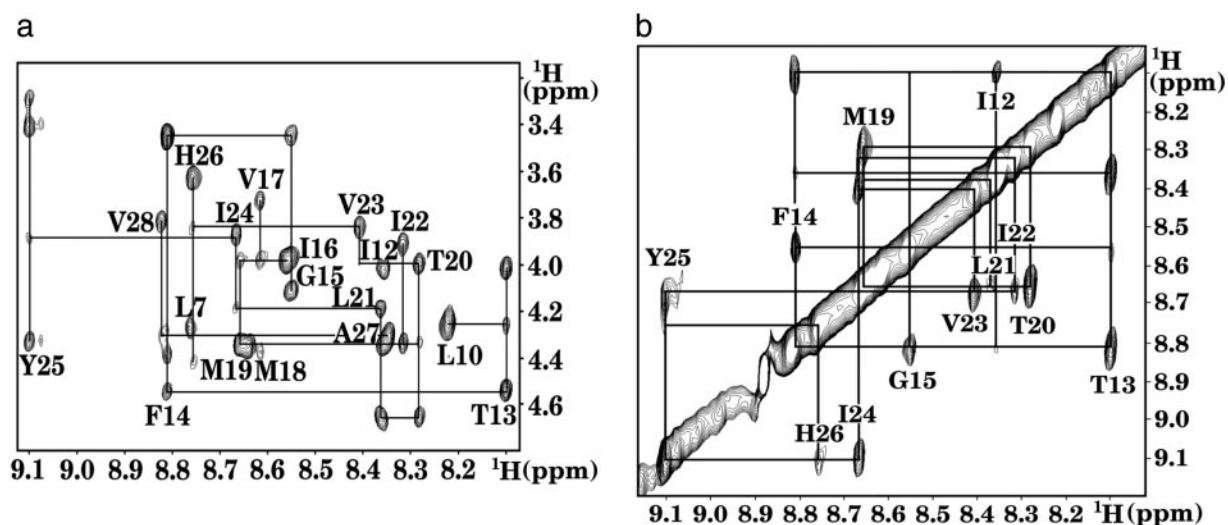 a
¹H
(ppm)
3.4
3.6
3.8
4.0
4.2
4.4
4.6
H26
V17
V28
I24
V23
I22
I16
I12
G15
T20
L21
L7
A27
L10
Y25
M19
M18
F14
T13
9.1 9.0 8.9 8.8 8.7 8.6 8.5 8.4 8.3 8.2 ¹H(ppm)
b
¹H
(ppm)
8.2
8.3
8.4
8.5
8.6
8.7
8.8
8.9
9.0
9.1
I12
M19
F14
I22
Y25
L21
V23
T20
G15
T13
I24
H26
9.1 9.0 8.8 8.8 8.7 8.6 8.5 8.4 8.3 8.2 ¹H(ppm)